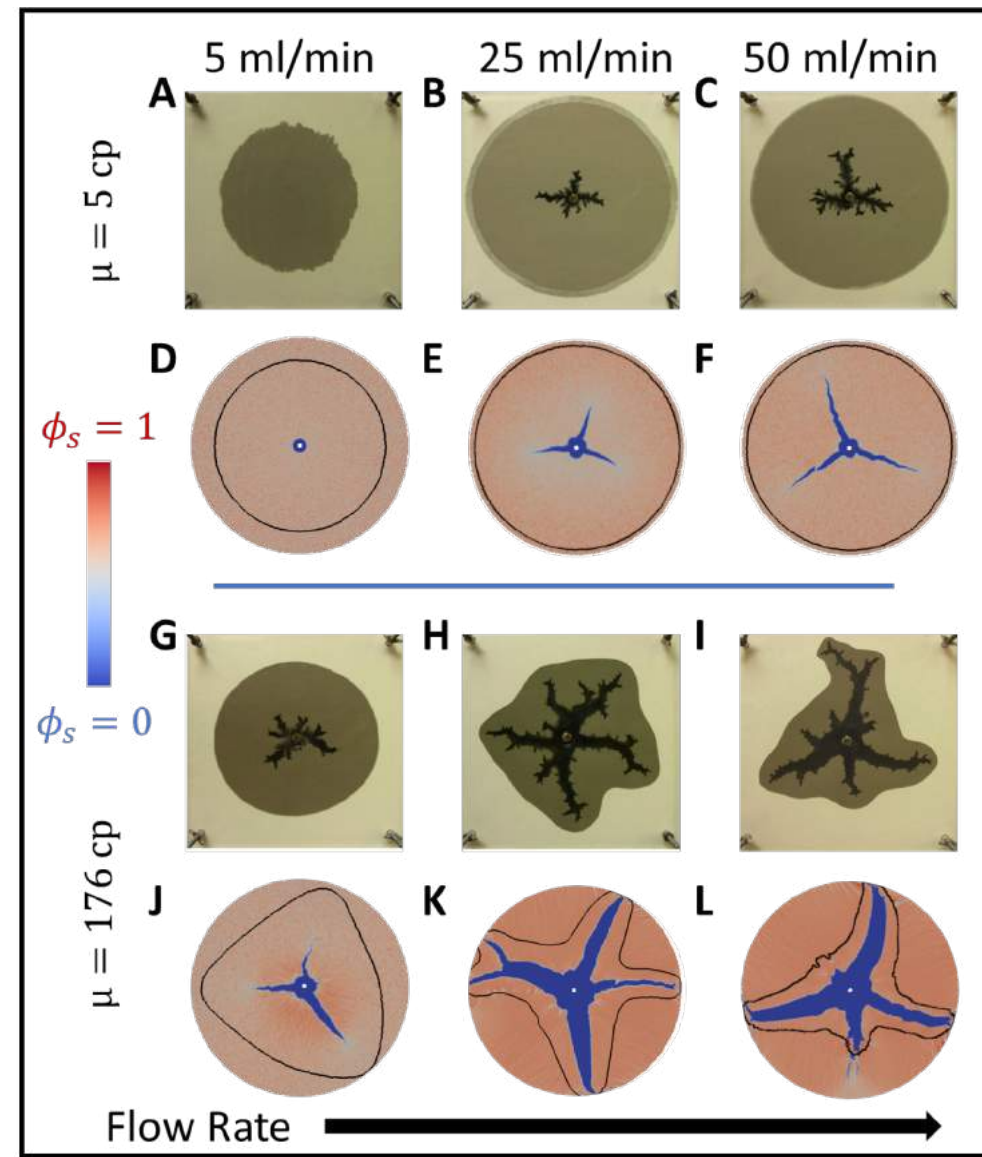 5 ml/min 25 ml/min 50 ml/min
A B C
μ = 5 cp
D E F
ϕₛ = 1
ϕₛ = 0
G H I
μ = 176 cp
J K L
Flow Rate